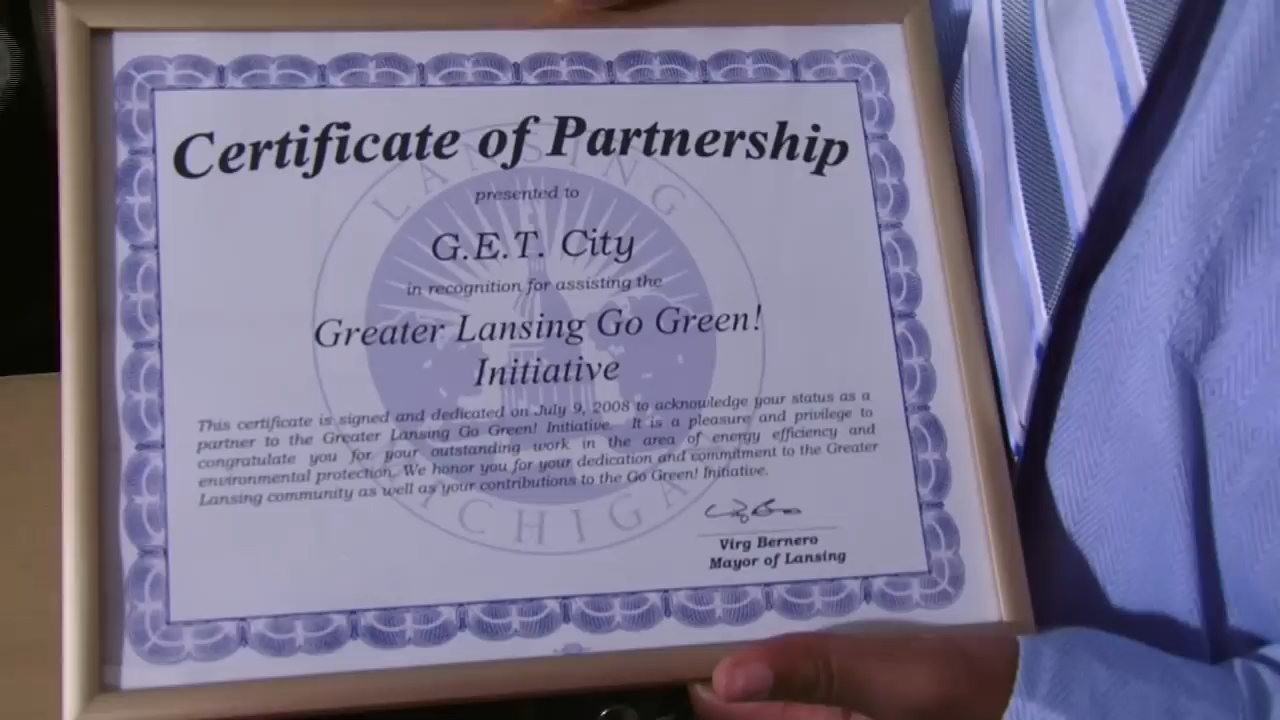 Certificate of Partnership
presented to
G.E.T. City
in recognition for assisting the
Greater Lansing Go Green!
Initiative
This certificate is signed and dedicated on July 9, 2008 to acknowledge your status as a
partner to the Greater Lansing Go Green! Initiative. It is a pleasure and privilege to
congratulate you for your outstanding work in the area of energy efficiency and
environmental protection. We honor you for your dedication and commitment to the Greater
Lansing community as well as your contributions to the Go Green! Initiative.
Virg Bernero
Mayor of Lansing
LANSING
MICHIGAN